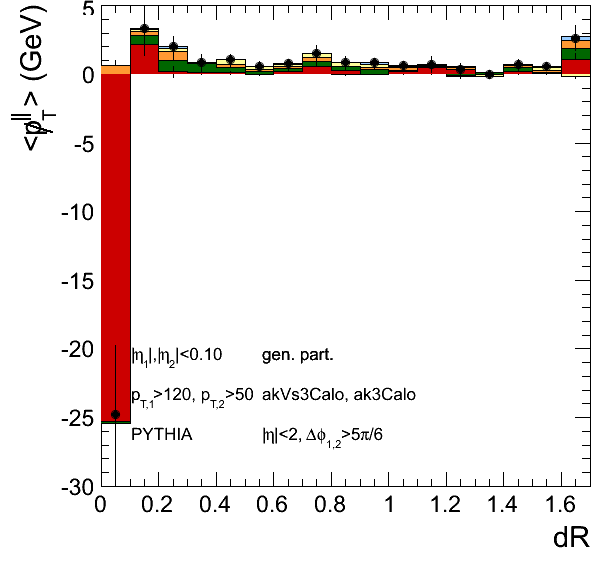 <p̸_T^∥> (GeV)
5
0
-5
-10
-15
-20
-25
-30
|η₁|,|η₂|<0.10 gen. part.
p_T,1>120, p_T,2>50 akVs3Calo, ak3Calo
PYTHIA |η|<2, Δϕ₁,₂>5π/6
0 0.2 0.4 0.6 0.8 1 1.2 1.4 1.6
dR